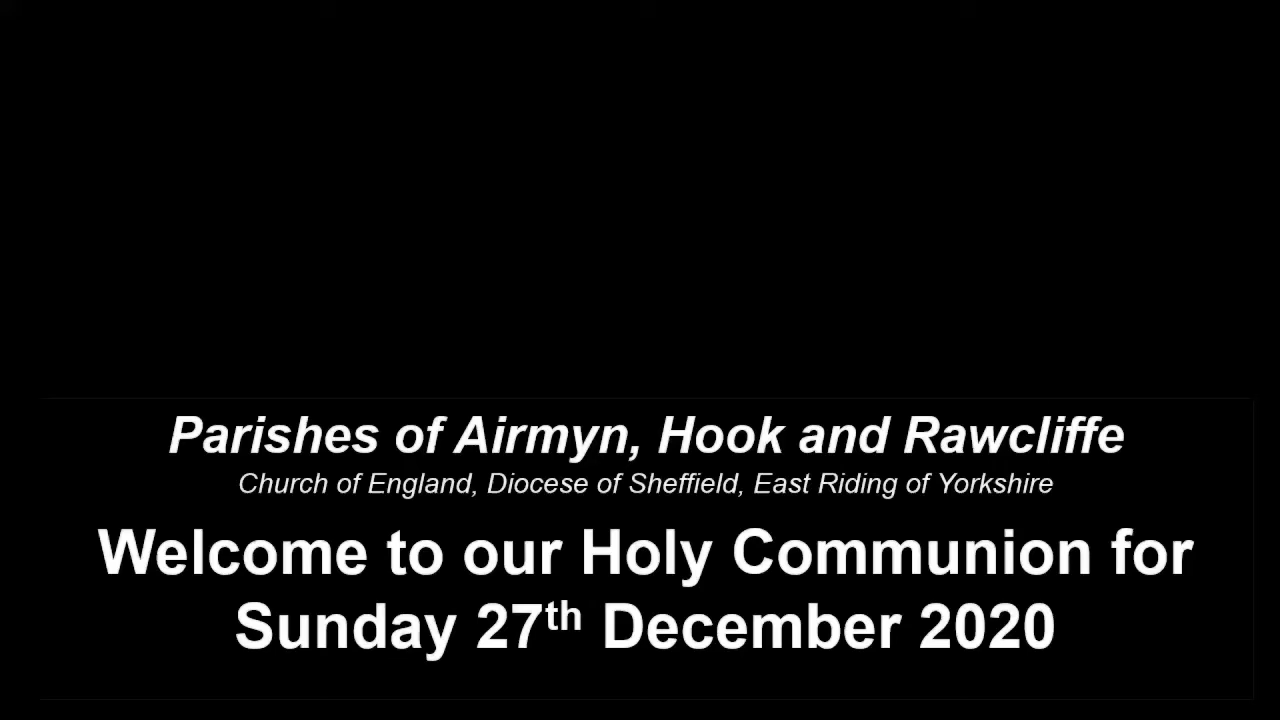 Parishes of Airmyn, Hook and Rawcliffe
Church of England, Diocese of Sheffield, East Riding of Yorkshire
Welcome to our Holy Communion for
Sunday 27th December 2020